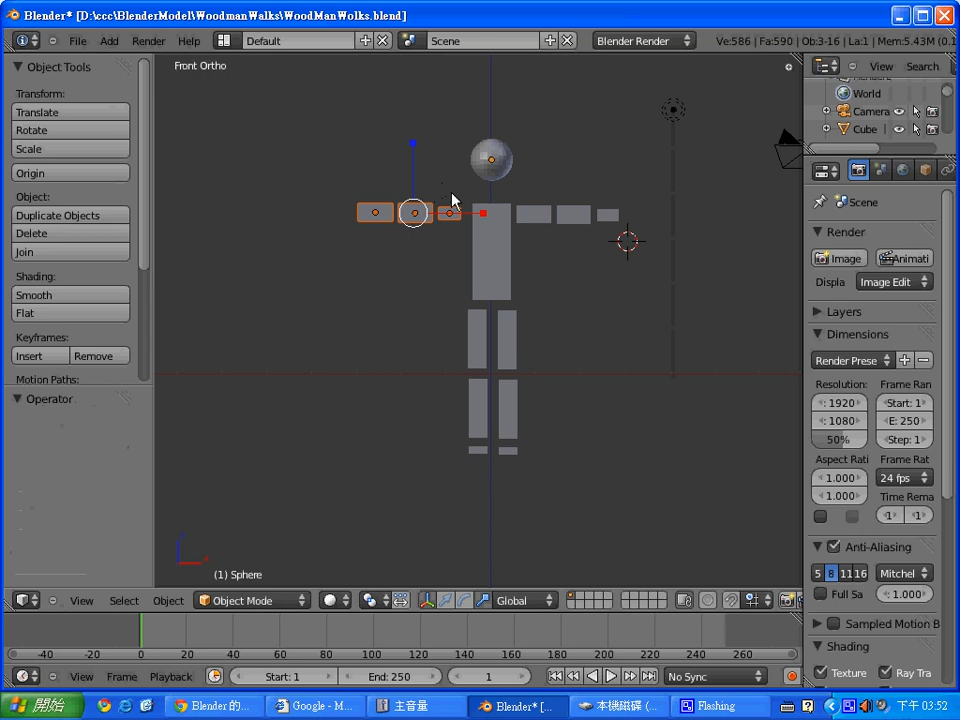 Blender* [D:\ccc\BlenderModel\WoodmanWalks\WoodManWolks.blend]
File Add Render Help Default Scene Blender Render Ve:586 | Fa:590 | Ob:3-16 | La:1 | Mem:5.43M (0.1
Object Tools
Transform:
Translate
Rotate
Scale
Origin
Object:
Duplicate Objects
Delete
Join
Shading:
Smooth
Flat
Keyframes:
Insert Remove
Motion Paths:
Operator
Front Ortho
(1) Sphere
View Search
World
Camera
Cube
Scene
Render
Image Animati
Displa Image Edit
Layers
Dimensions
Render Prese
Resolution: Frame Ran
: 1920 Start: 1
: 1080 E: 250
50% Step: 1
Aspect Rati Frame Rat
1.000 24 fps
1.000 Time Rema
1 1
Anti-Aliasing
5 8 11 16 Mitchel
Full Sa : 1.000
Sampled Motion B
Shading
Texture Ray Tra
View Select Object Object Mode Global
-40 -20 0 20 40 60 80 100 120 140 160 180 200 220 240 260
View Frame Playback Start: 1 End: 250 1 No Sync
開始 Blender 的... Google - M... 主音量 Blender* [... 本機磁碟 (... Flashing 下午 03:52